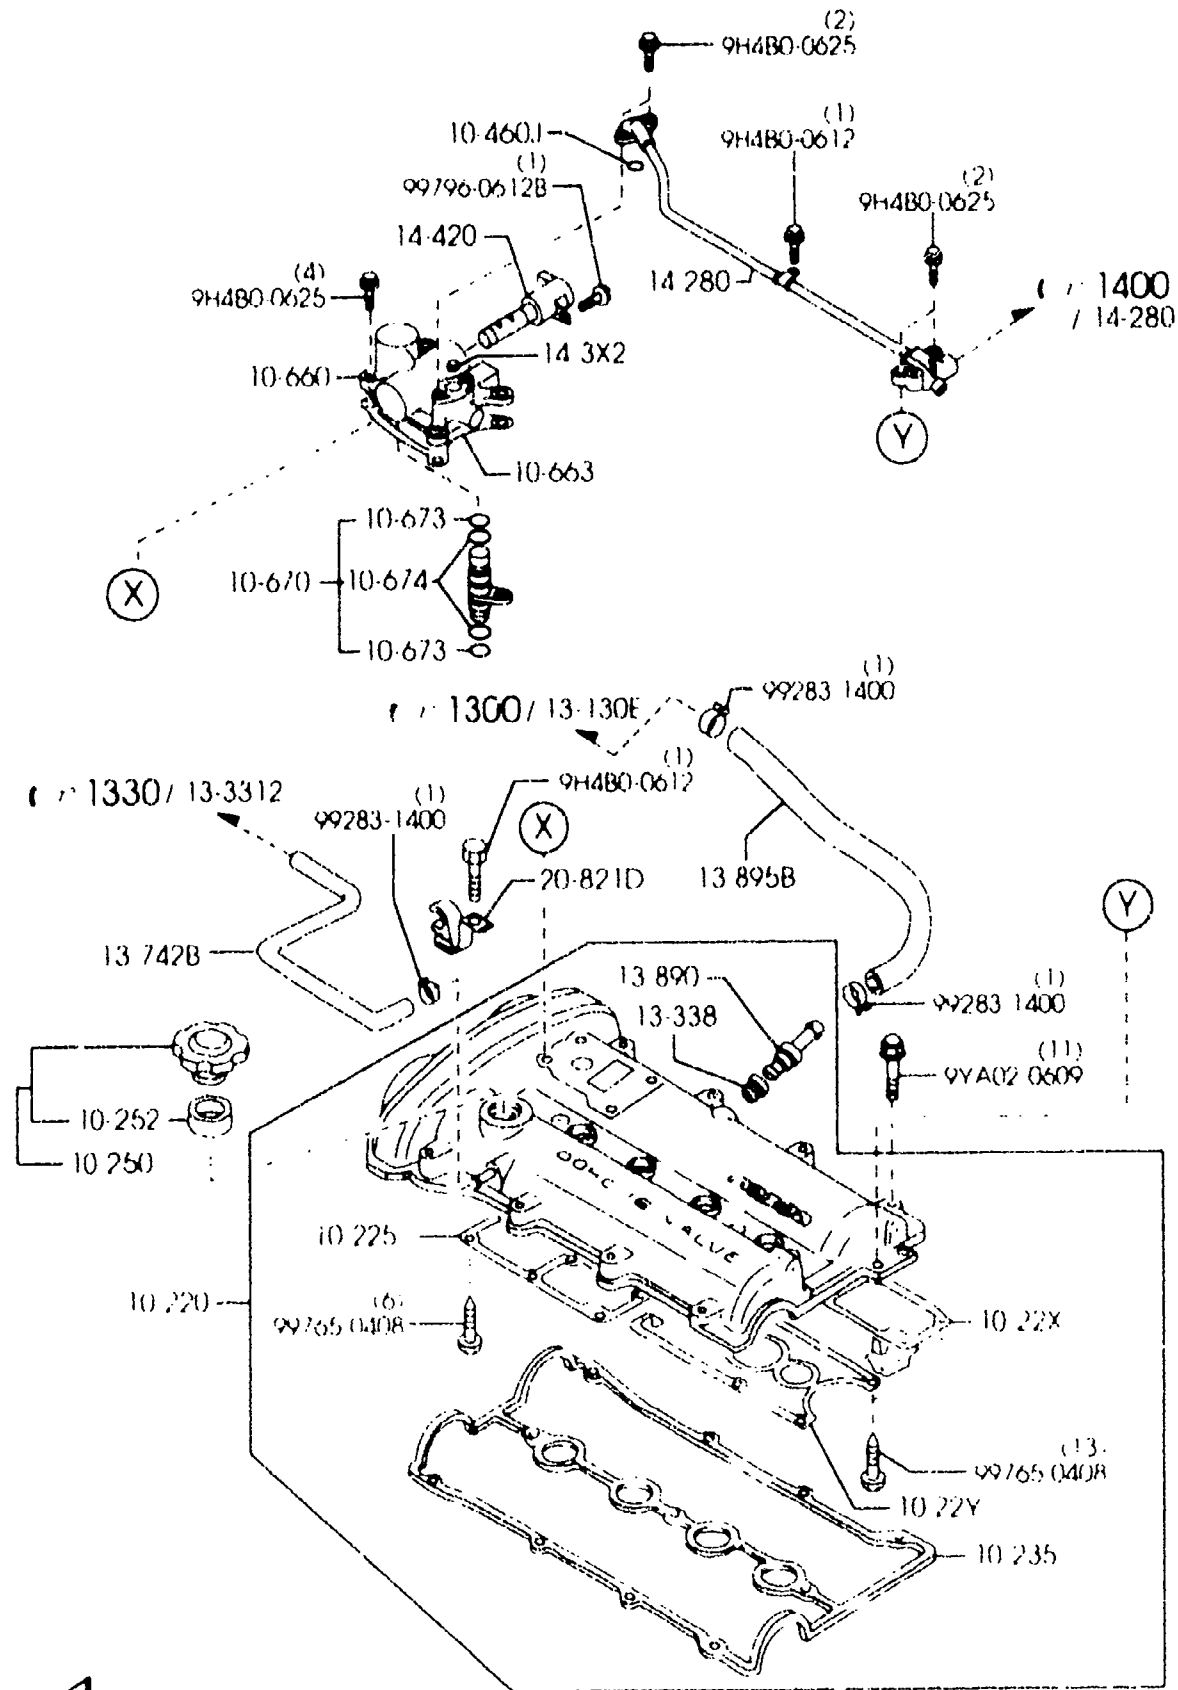 (2)
9H4B0-0625
(1)
9H4B0-0612
10-460J
(1)
99796-0612B
(2)
9H4B0-0625
14-420
(4)
9H4B0-0625
14 280
1400
/ 14-280
14 3X2
10-660
Y
10-663
10-673
X
10-670
10-674
10-673
(1)
99283 1400
1300 / 13-130E
(1)
9H4B0-0612
1330 / 13-3312
(1)
99283-1400
X
20-821D
13 895B
Y
13 742B
13 890
13-338
(1)
99283 1400
(11)
9YA02 0609
10-252
10 250
DOHC 16 VALVE
10 225
10 220
(6)
99765 0408
10 22X
(13)
99765 0408
10 22Y
10 235